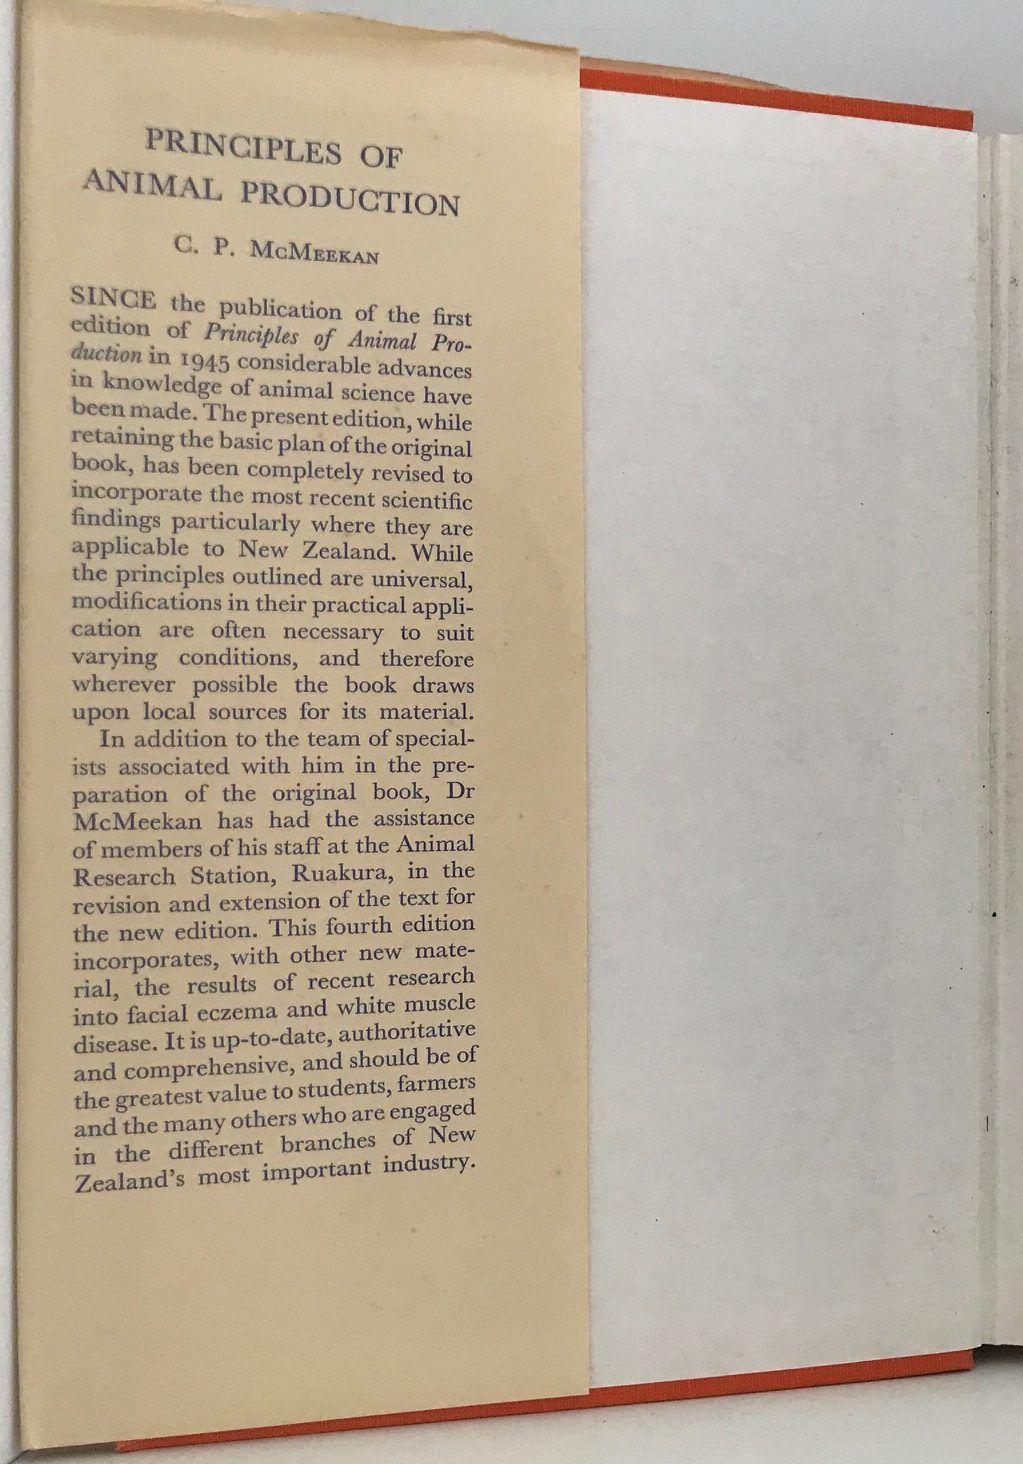 PRINCIPLES OF
ANIMAL PRODUCTION
C. P. McMEEKAN
SINCE the publication of the first
edition of Principles of Animal Pro-
duction in 1945 considerable advances
in knowledge of animal science have
been made. The present edition, while
retaining the basic plan of the original
book, has been completely revised to
incorporate the most recent scientific
findings particularly where they are
applicable to New Zealand. While
the principles outlined are universal,
modifications in their practical appli-
cation are often necessary to suit
varying conditions, and therefore
wherever possible the book draws
upon local sources for its material.
In addition to the team of special-
ists associated with him in the pre-
paration of the original book, Dr
McMeekan has had the assistance
of members of his staff at the Animal
Research Station, Ruakura, in the
revision and extension of the text for
the new edition. This fourth edition
incorporates, with other new mate-
rial, the results of recent research
into facial eczema and white muscle
disease. It is up-to-date, authoritative
and comprehensive, and should be of
the greatest value to students, farmers
and the many others who are engaged
in the different branches of New
Zealand's most important industry.